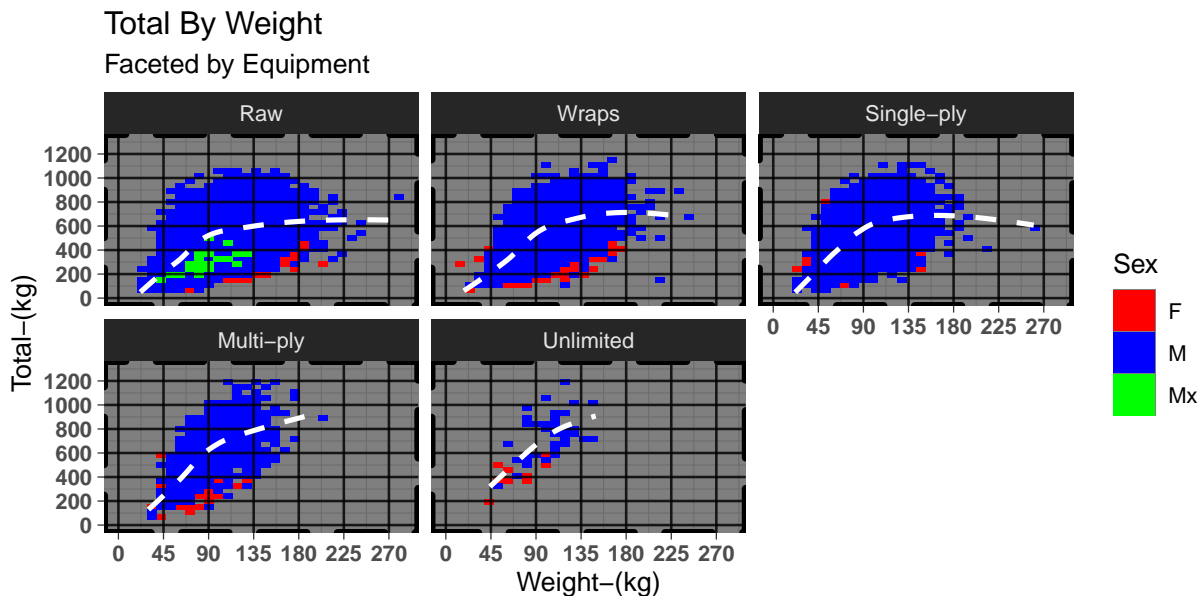 Total By Weight
Faceted by Equipment
Raw
Wraps
Single−ply
1200
1000
800
600
400
200
0
0 45 90 135 180 225 270
Multi−ply
Unlimited
1200
1000
800
600
400
200
0
0 45 90 135 180 225 270
0 45 90 135 180 225 270
Total−(kg)
Weight−(kg)
Sex
F
M
Mx